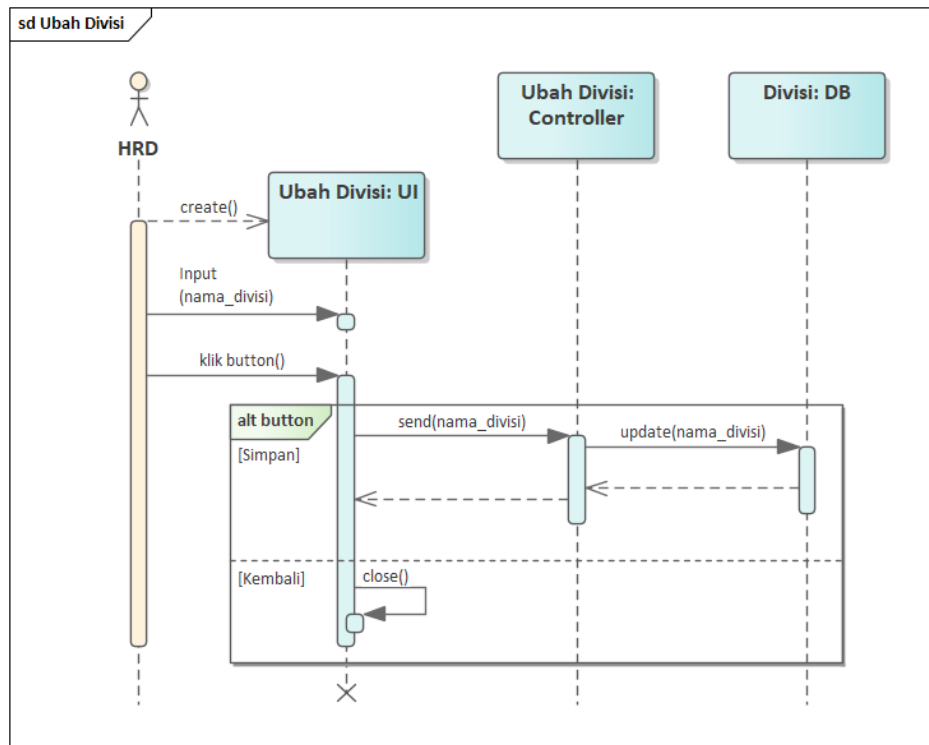 sd Ubah Divisi
HRD
Ubah Divisi: UI
Ubah Divisi:
Controller
Divisi: DB
create()
Input
(nama_divisi)
klik button()
alt button
send(nama_divisi)
update(nama_divisi)
[Simpan]
[Kembali]
close()